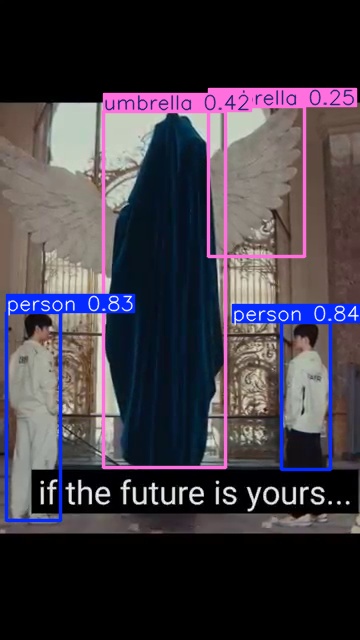 umbrella 0.42
rella 0.25
person 0.83
person 0.84
if the future is yours...